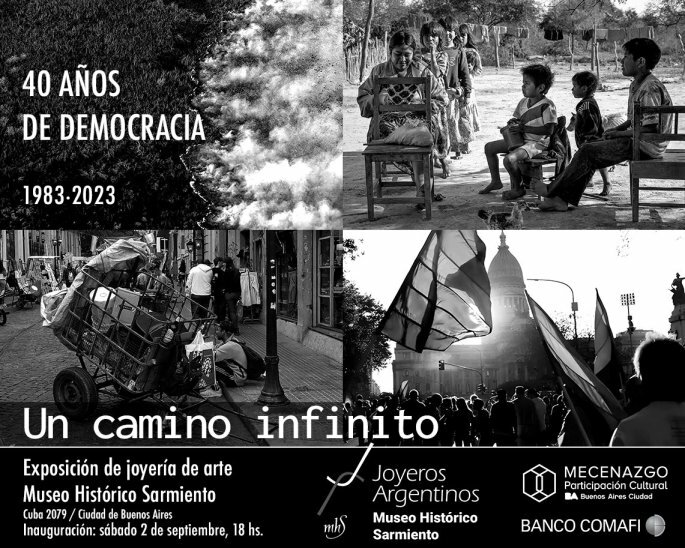 40 AÑOS
DE DEMOCRACIA
1983·2023
Un camino infinito
Exposición de joyería de arte
Museo Histórico Sarmiento
Cuba 2079 / Ciudad de Buenos Aires
Inauguración: sábado 2 de septiembre, 18 hs.
mhS
Joyeros
Argentinos
Museo Histórico
Sarmiento
MECENAZGO
Participación Cultural
BA Buenos Aires Ciudad
BANCO COMAFI